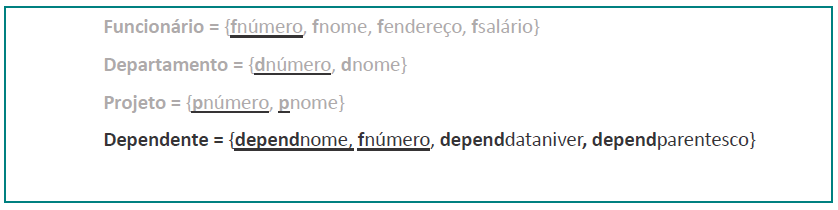 Funcionário = {fnúmero, fnome, fendereço, fsalário}
Departamento = {dnúmero, dnome}
Projeto = {pnúmero, pnome}
Dependente = {dependnome, fnúmero, dependdataniver, dependparentesco}